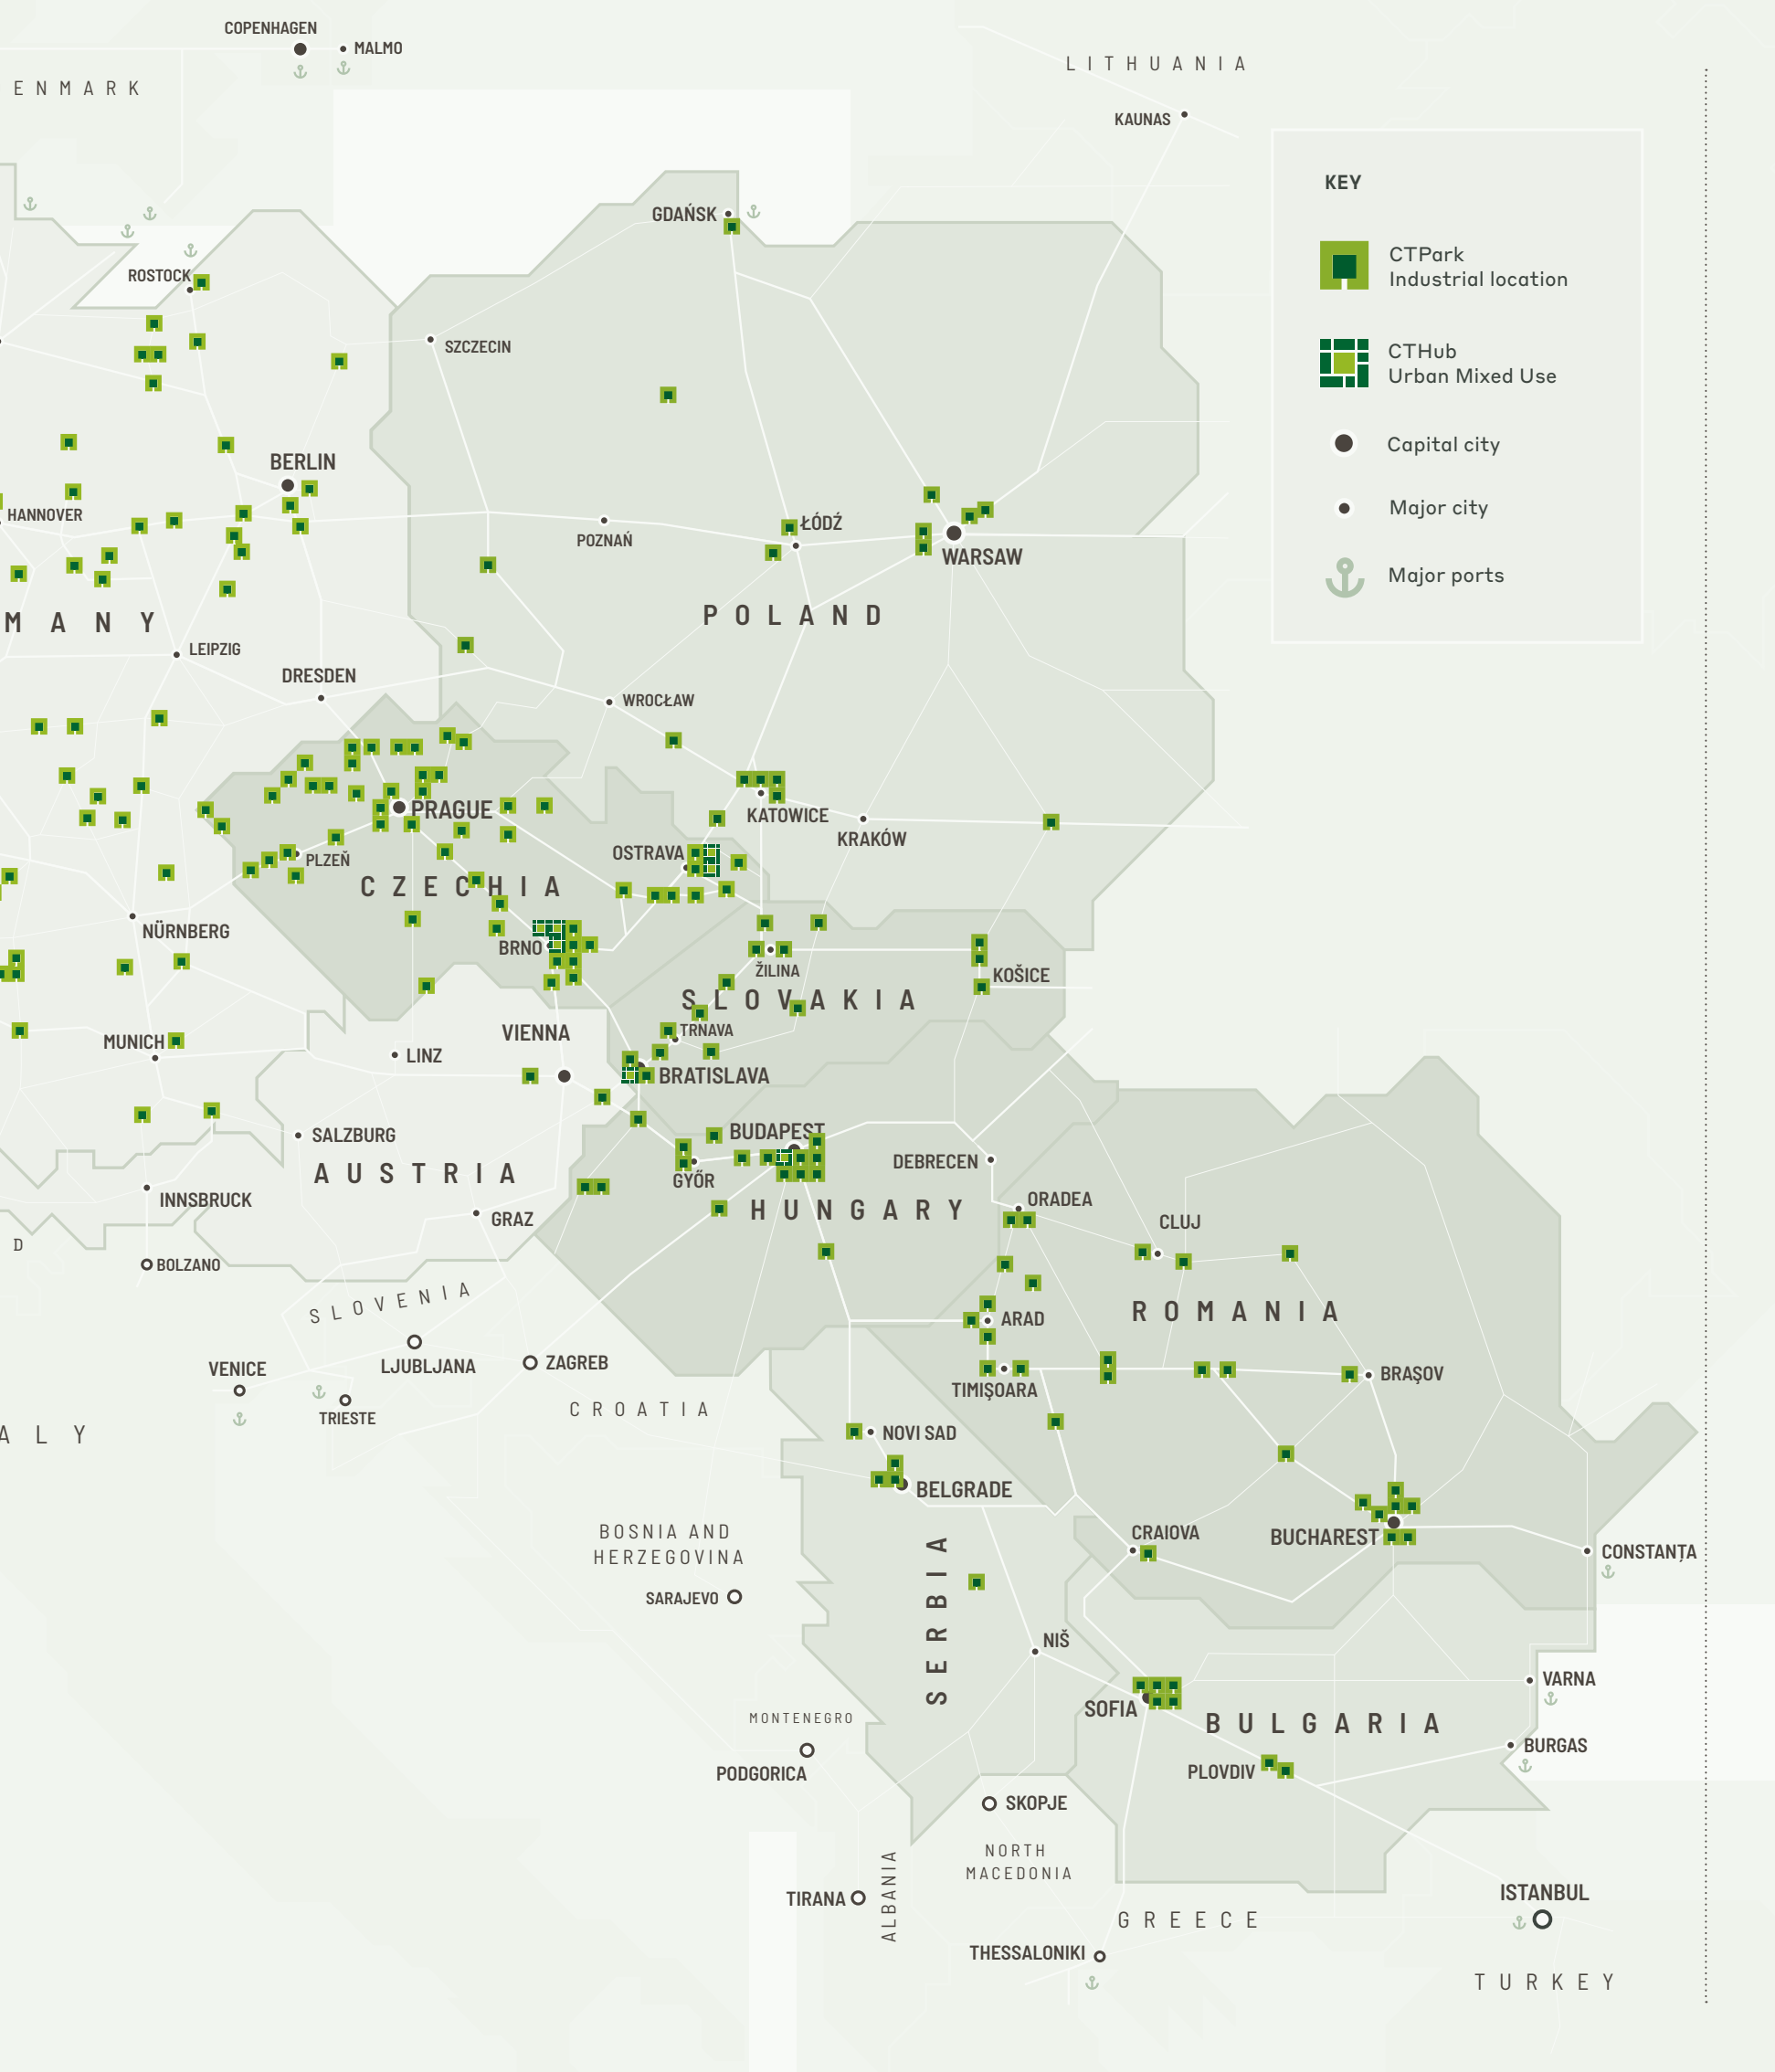 COPENHAGEN
MALMO
ENMARK
LITHUANIA
KAUNAS
KEY
CTPark
Industrial location
CTHub
Urban Mixed Use
Capital city
Major city
Major ports
GDAŃSK
ROSTOCK
SZCZECIN
BERLIN
HANNOVER
POZNAŃ
ŁÓDŹ
WARSAW
MANY
POLAND
LEIPZIG
DRESDEN
WROCŁAW
PRAGUE
KATOWICE
KRAKÓW
OSTRAVA
PLZEŇ
CZECHIA
NÜRNBERG
BRNO
ŽILINA
KOŠICE
SLOVAKIA
TRNAVA
VIENNA
MUNICH
LINZ
BRATISLAVA
SALZBURG
BUDAPEST
DEBRECEN
AUSTRIA
GYŐR
INNSBRUCK
HUNGARY
ORADEA
GRAZ
CLUJ
D
BOLZANO
SLOVENIA
ROMANIA
ARAD
LJUBLJANA
ZAGREB
VENICE
TRIESTE
TIMIŞOARA
BRAŞOV
CROATIA
ALY
NOVI SAD
BELGRADE
BOSNIA AND
HERZEGOVINA
SARAJEVO
SERBIA
CRAIOVA
BUCHAREST
CONSTANȚA
NIŠ
VARNA
SOFIA
BULGARIA
MONTENEGRO
PODGORICA
BURGAS
PLOVDIV
SKOPJE
NORTH
MACEDONIA
TIRANA
ALBANIA
ISTANBUL
GREECE
THESSALONIKI
TURKEY